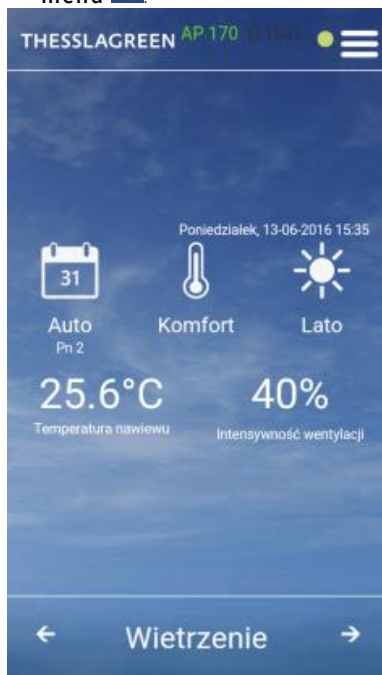 menu
THESSLAGREEN AP 170
Poniedziałek, 13-06-2016 15:35
31
Auto Komfort Lato
Pn 2
25.6°C 40%
Temperatura nawiewu Intensywność wentylacji
← Wietrzenie →